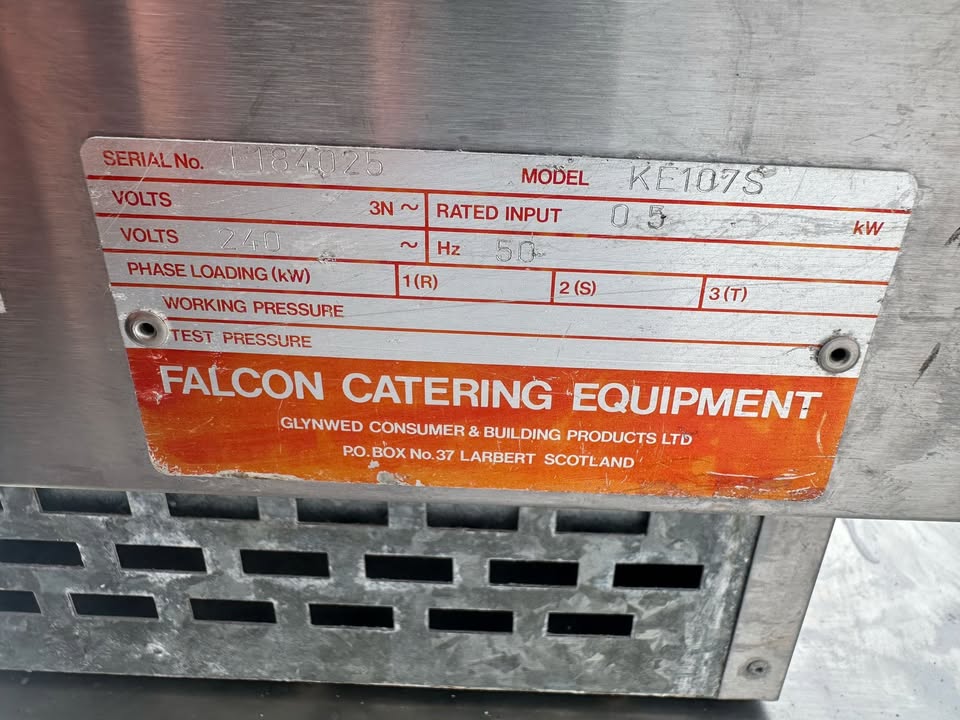 SERIAL No. F184025 MODEL KE107S
VOLTS 3N ~ RATED INPUT 0.5 kW
VOLTS 240 ~ Hz 50
PHASE LOADING (kW) 1 (R) 2 (S) 3 (T)
WORKING PRESSURE
TEST PRESSURE
FALCON CATERING EQUIPMENT
GLYNWED CONSUMER & BUILDING PRODUCTS LTD
P.O. BOX No. 37 LARBERT SCOTLAND